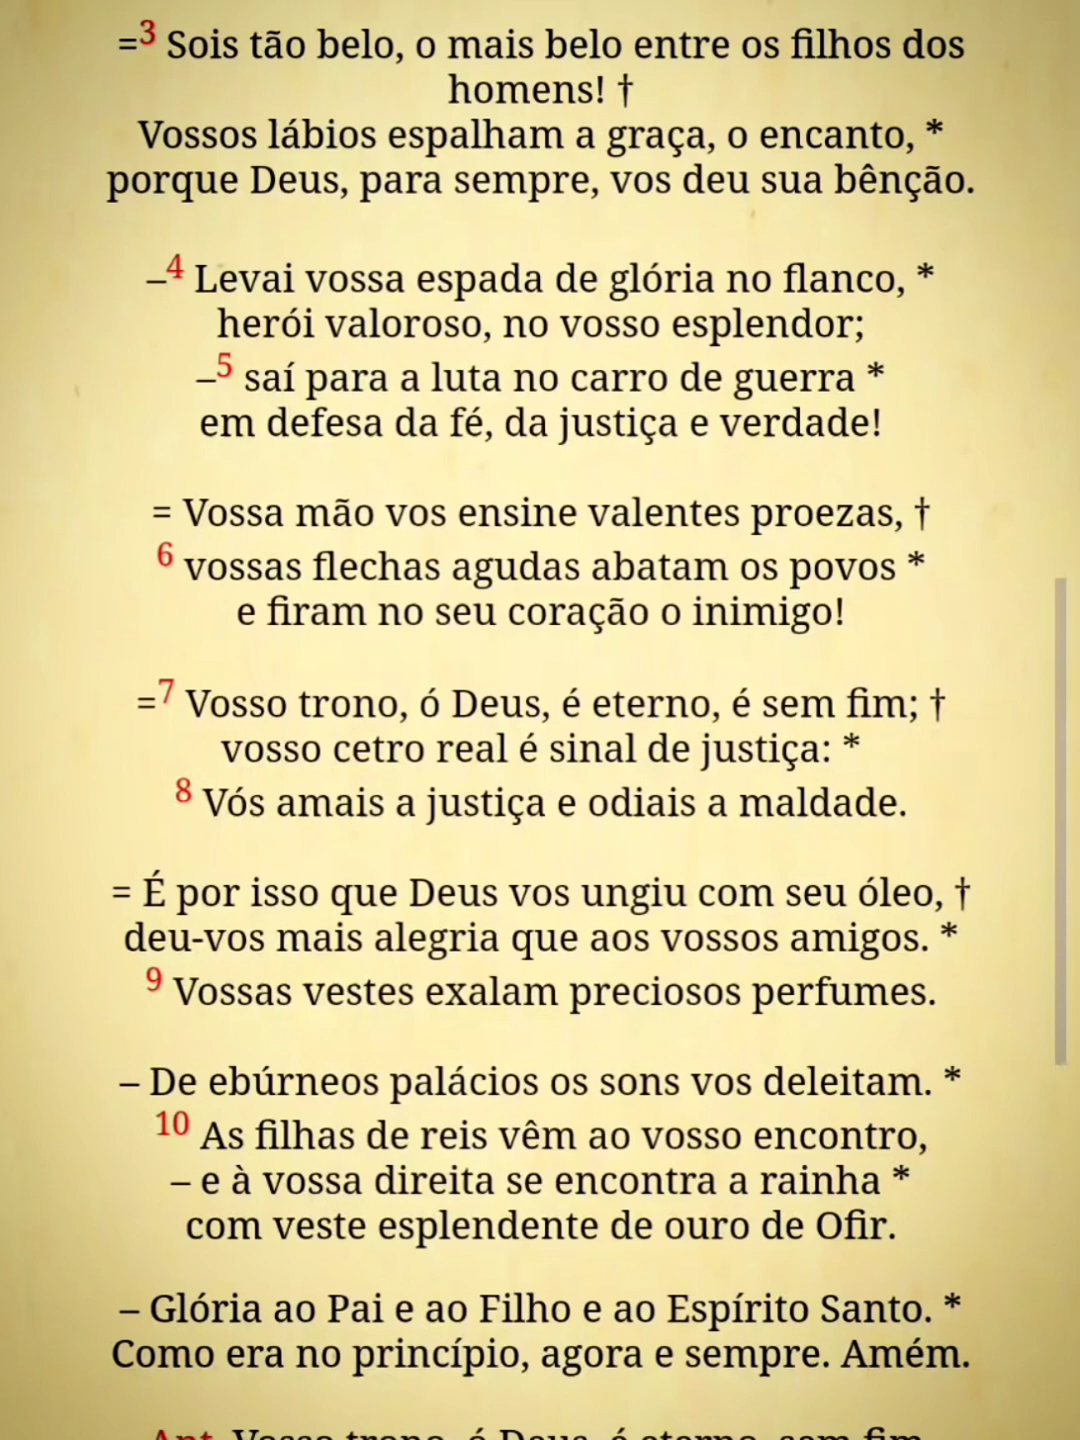 =3 Sois tão belo, o mais belo entre os filhos dos
homens! †
Vossos lábios espalham a graça, o encanto, *
porque Deus, para sempre, vos deu sua bênção.
–4 Levai vossa espada de glória no flanco, *
herói valoroso, no vosso esplendor;
–5 saí para a luta no carro de guerra *
em defesa da fé, da justiça e verdade!
= Vossa mão vos ensine valentes proezas, †
6 vossas flechas agudas abatam os povos *
e firam no seu coração o inimigo!
=7 Vosso trono, ó Deus, é eterno, é sem fim; †
vosso cetro real é sinal de justiça: *
8 Vós amais a justiça e odiais a maldade.
= É por isso que Deus vos ungiu com seu óleo, †
deu-vos mais alegria que aos vossos amigos. *
9 Vossas vestes exalam preciosos perfumes.
– De ebúrneos palácios os sons vos deleitam. *
10 As filhas de reis vêm ao vosso encontro,
– e à vossa direita se encontra a rainha *
com veste esplendente de ouro de Ofir.
– Glória ao Pai e ao Filho e ao Espírito Santo. *
Como era no princípio, agora e sempre. Amém.
Ant. Vosso trono, ó Deus, é eterno, sem fim